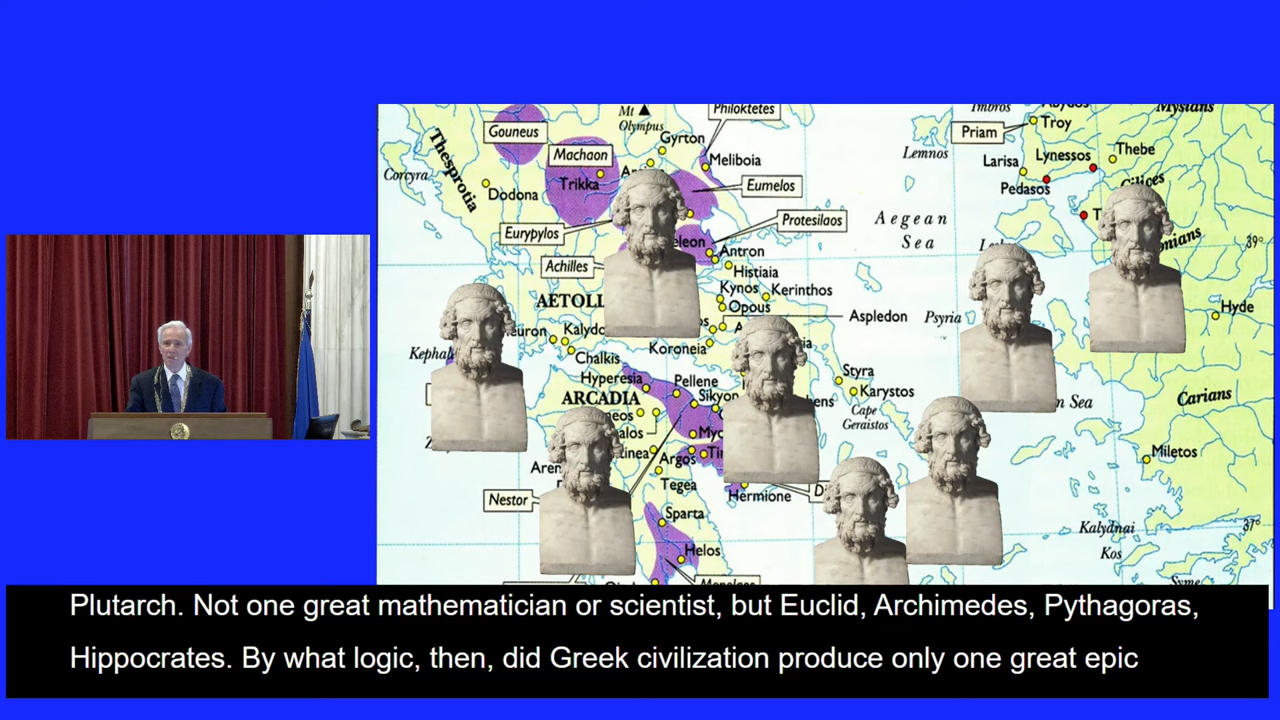 Mt
Olympus
Philoktetes
Gouneus
Gyrton
Machaon
Meliboia
Thesprotia
Corcyra
Dodona
Trikka
Eumelos
Eurypylos
Protesilaos
Antron
Achilles
Histiaia
Kynos
Kerinthos
Opous
Aspledon
Koroneia
Chalkis
Hyperesia
Pellene
Sikyon
ARCADIA
Styra
Karystos
Cape
Geraistos
Argos
Tegea
Nestor
Hermione
Sparta
Helos
Aegean
Sea
Lemnos
Priam
Troy
Mysians
Larisa
Lynessos
Thebe
Pedasos
Cilices
39°
Psyria
Hyde
Carians
Miletos
Kalydnai
Kos
37°
Syme
Plutarch. Not one great mathematician or scientist, but Euclid, Archimedes, Pythagoras,
Hippocrates. By what logic, then, did Greek civilization produce only one great epic